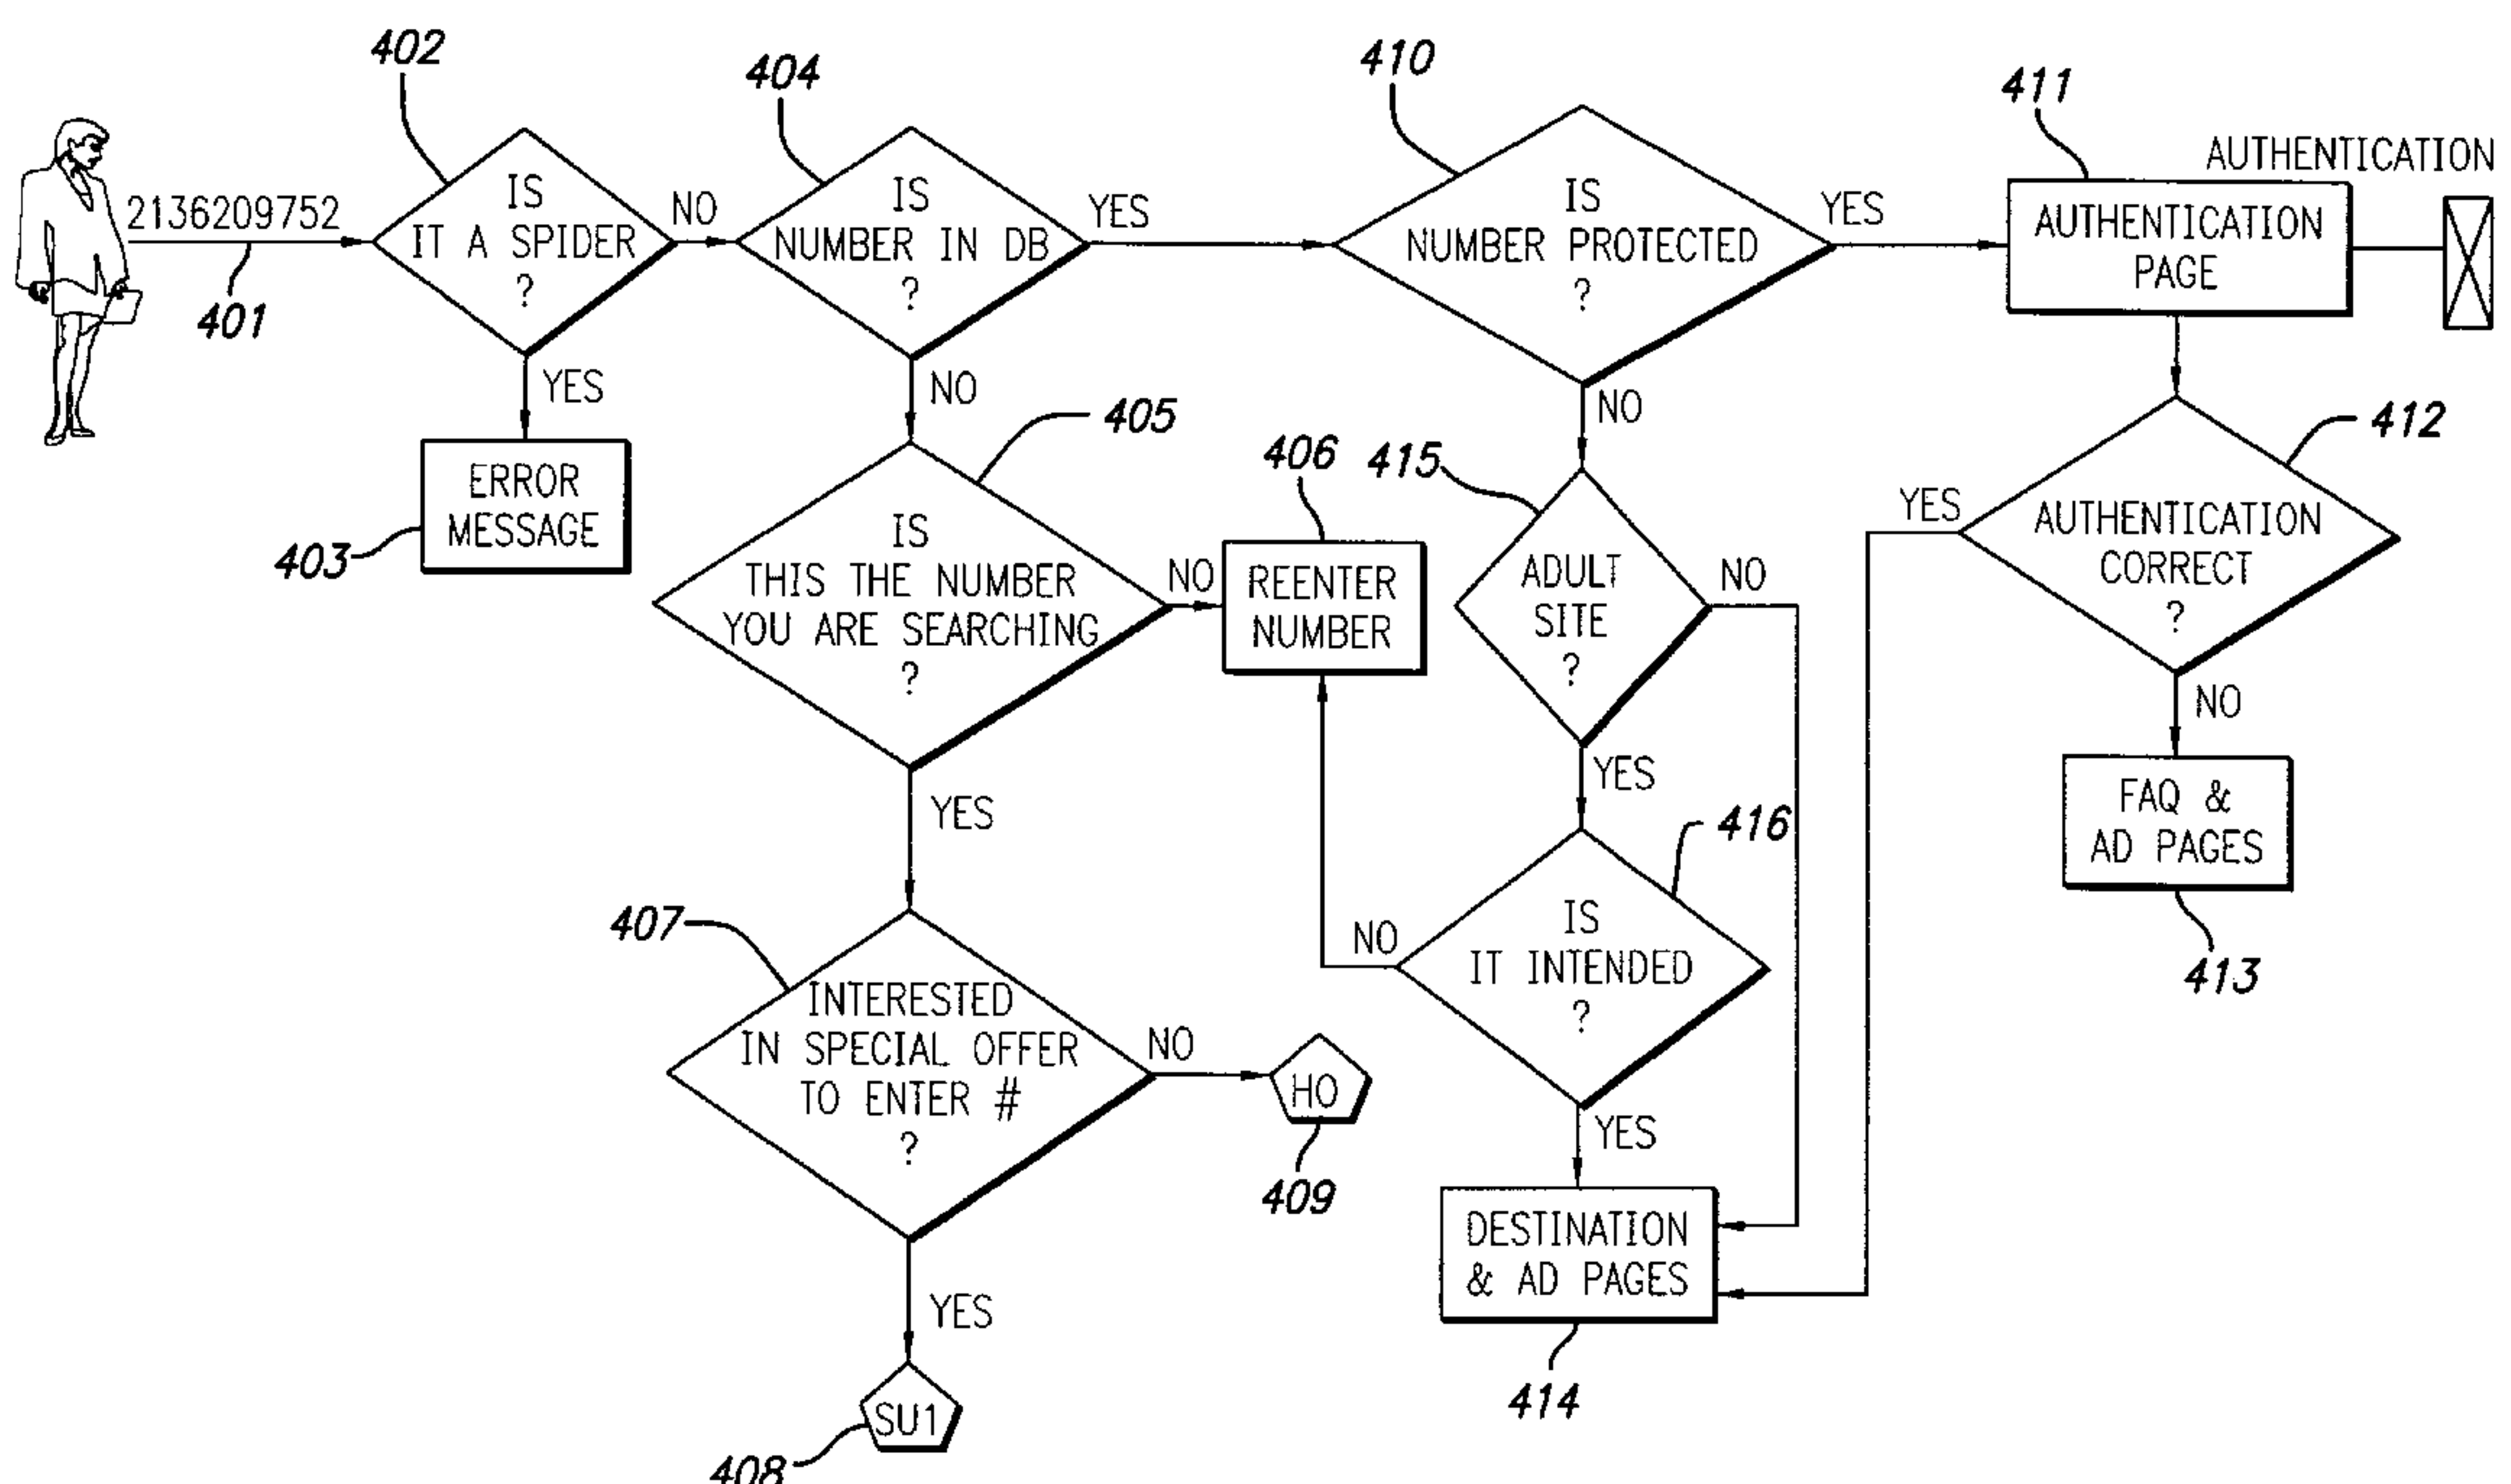 402
404
410
411
AUTHENTICATION
2136209752
401
IS
IT A SPIDER
?
NO
YES
IS
NUMBER IN DB
?
YES
NO
IS
NUMBER PROTECTED
?
YES
NO
AUTHENTICATION
PAGE
ERROR
MESSAGE
403
405
IS
THIS THE NUMBER
YOU ARE SEARCHING
?
NO
YES
406
REENTER
NUMBER
415
ADULT
SITE
?
NO
YES
412
YES
AUTHENTICATION
CORRECT
?
NO
FAQ &
AD PAGES
413
416
IS
IT INTENDED
?
NO
YES
407
INTERESTED
IN SPECIAL OFFER
TO ENTER #
?
NO
YES
HO
409
DESTINATION
& AD PAGES
414
SU1
408